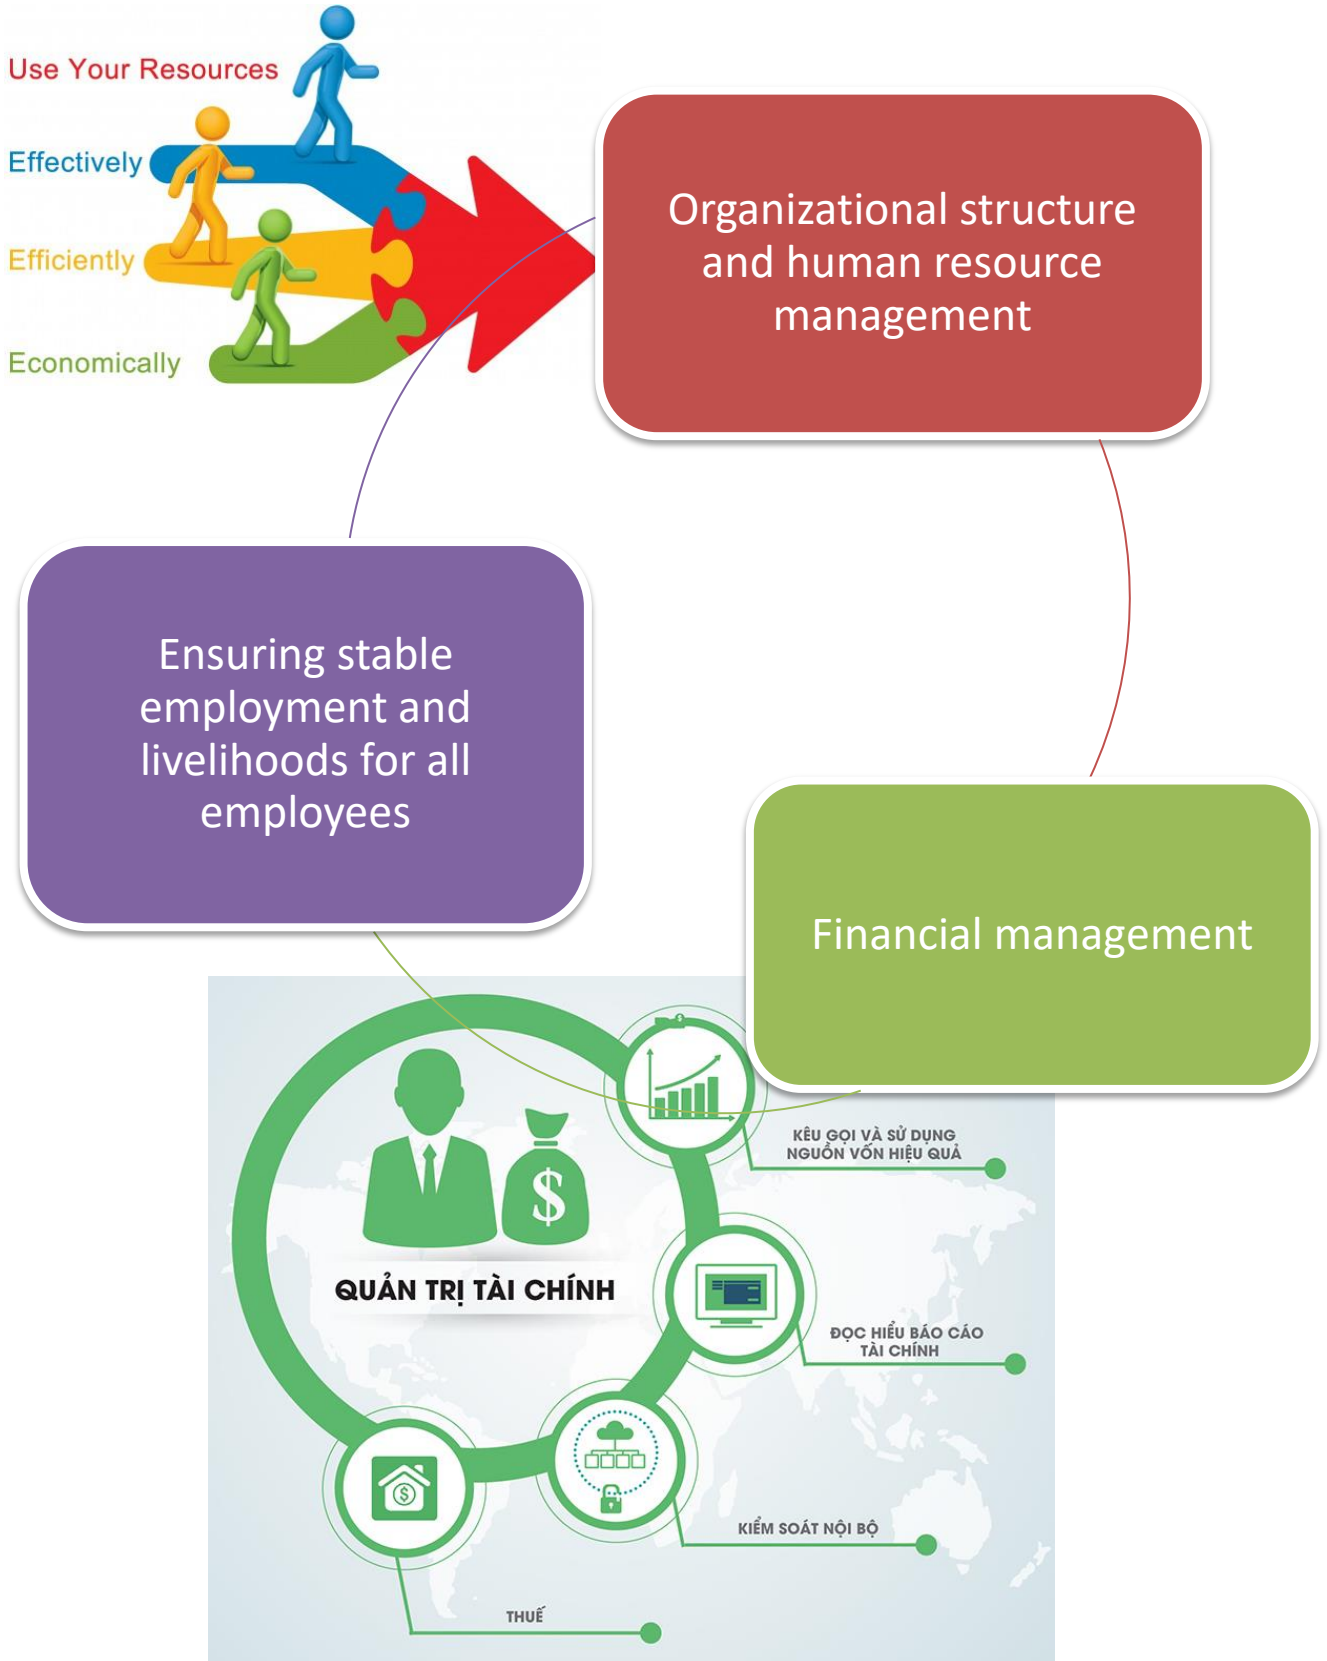 Use Your Resources
Effectively
Efficiently
Economically
Organizational structure
and human resource
management
Ensuring stable
employment and
livelihoods for all
employees
Financial management
$
QUẢN TRỊ TÀI CHÍNH
KÊU GỌI VÀ SỬ DỤNG
NGUỒN VỐN HIỆU QUẢ
ĐỌC HIỂU BÁO CÁO
TÀI CHÍNH
KIỂM SOÁT NỘI BỘ
$
THUẾ